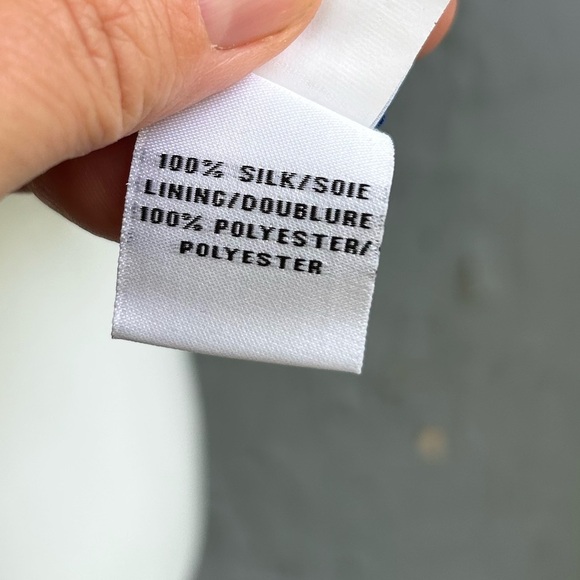 100% SILK/SOIE
LINING/DOUBLURE
100% POLYESTER/
POLYESTER